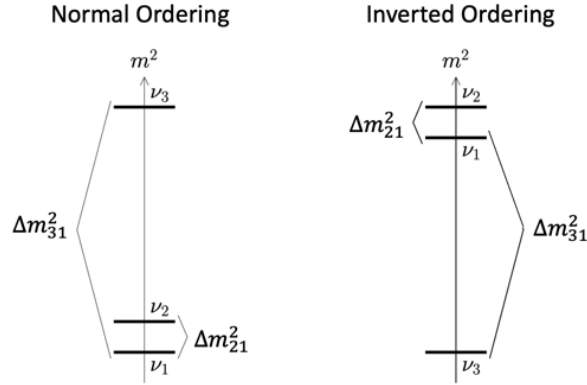 Normal Ordering
m²
ν₃
Δm²₃₁
ν₂
Δm²₂₁
ν₁
Inverted Ordering
m²
ν₂
Δm²₂₁
ν₁
Δm²₃₁
ν₃